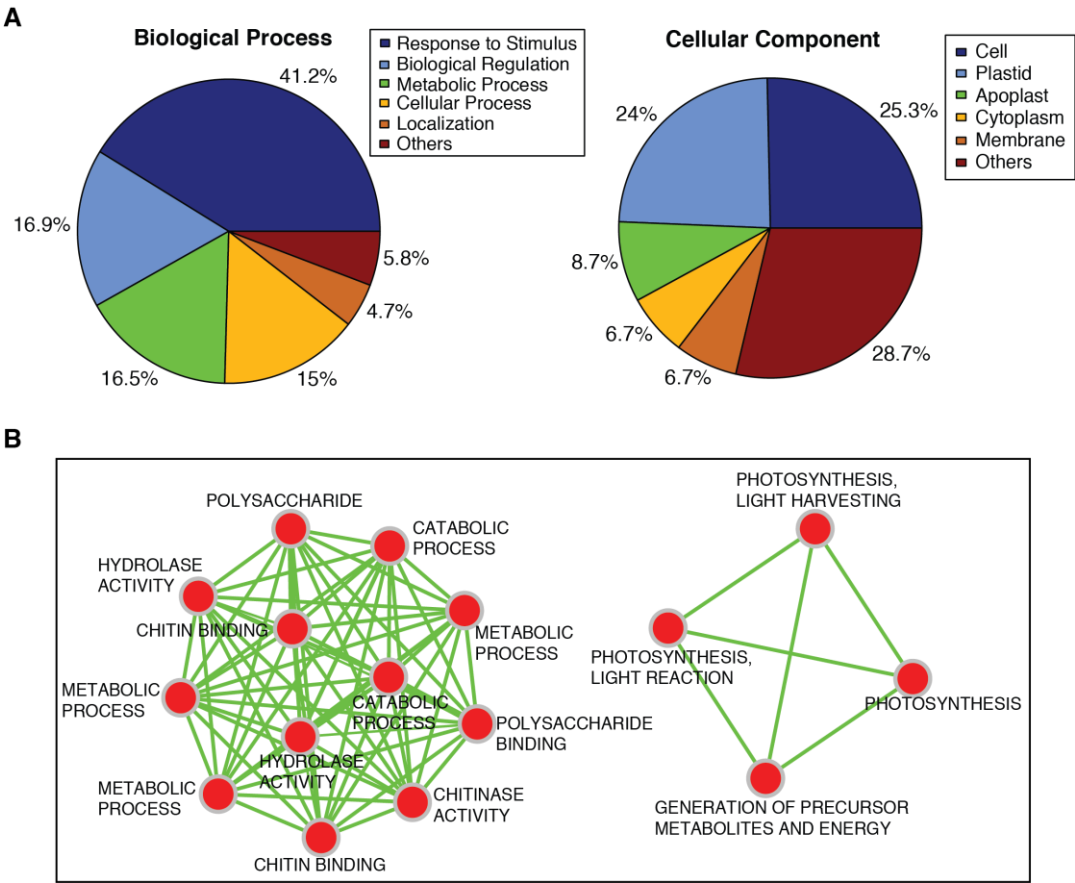 A
Biological Process
Response to Stimulus
Biological Regulation
Metabolic Process
Cellular Process
Localization
Others
41.2%
16.9%
16.5%
15%
4.7%
5.8%
Cellular Component
Cell
Plastid
Apoplast
Cytoplasm
Membrane
Others
25.3%
24%
8.7%
6.7%
6.7%
28.7%
B
POLYSACCHARIDE
CATABOLIC
PROCESS
HYDROLASE
ACTIVITY
CHITIN BINDING
METABOLIC
PROCESS
METABOLIC
PROCESS
CATABOLIC
PROCESS
POLYSACCHARIDE
BINDING
HYDROLASE
ACTIVITY
METABOLIC
PROCESS
CHITINASE
ACTIVITY
CHITIN BINDING
PHOTOSYNTHESIS,
LIGHT HARVESTING
PHOTOSYNTHESIS,
LIGHT REACTION
PHOTOSYNTHESIS
GENERATION OF PRECURSOR
METABOLITES AND ENERGY